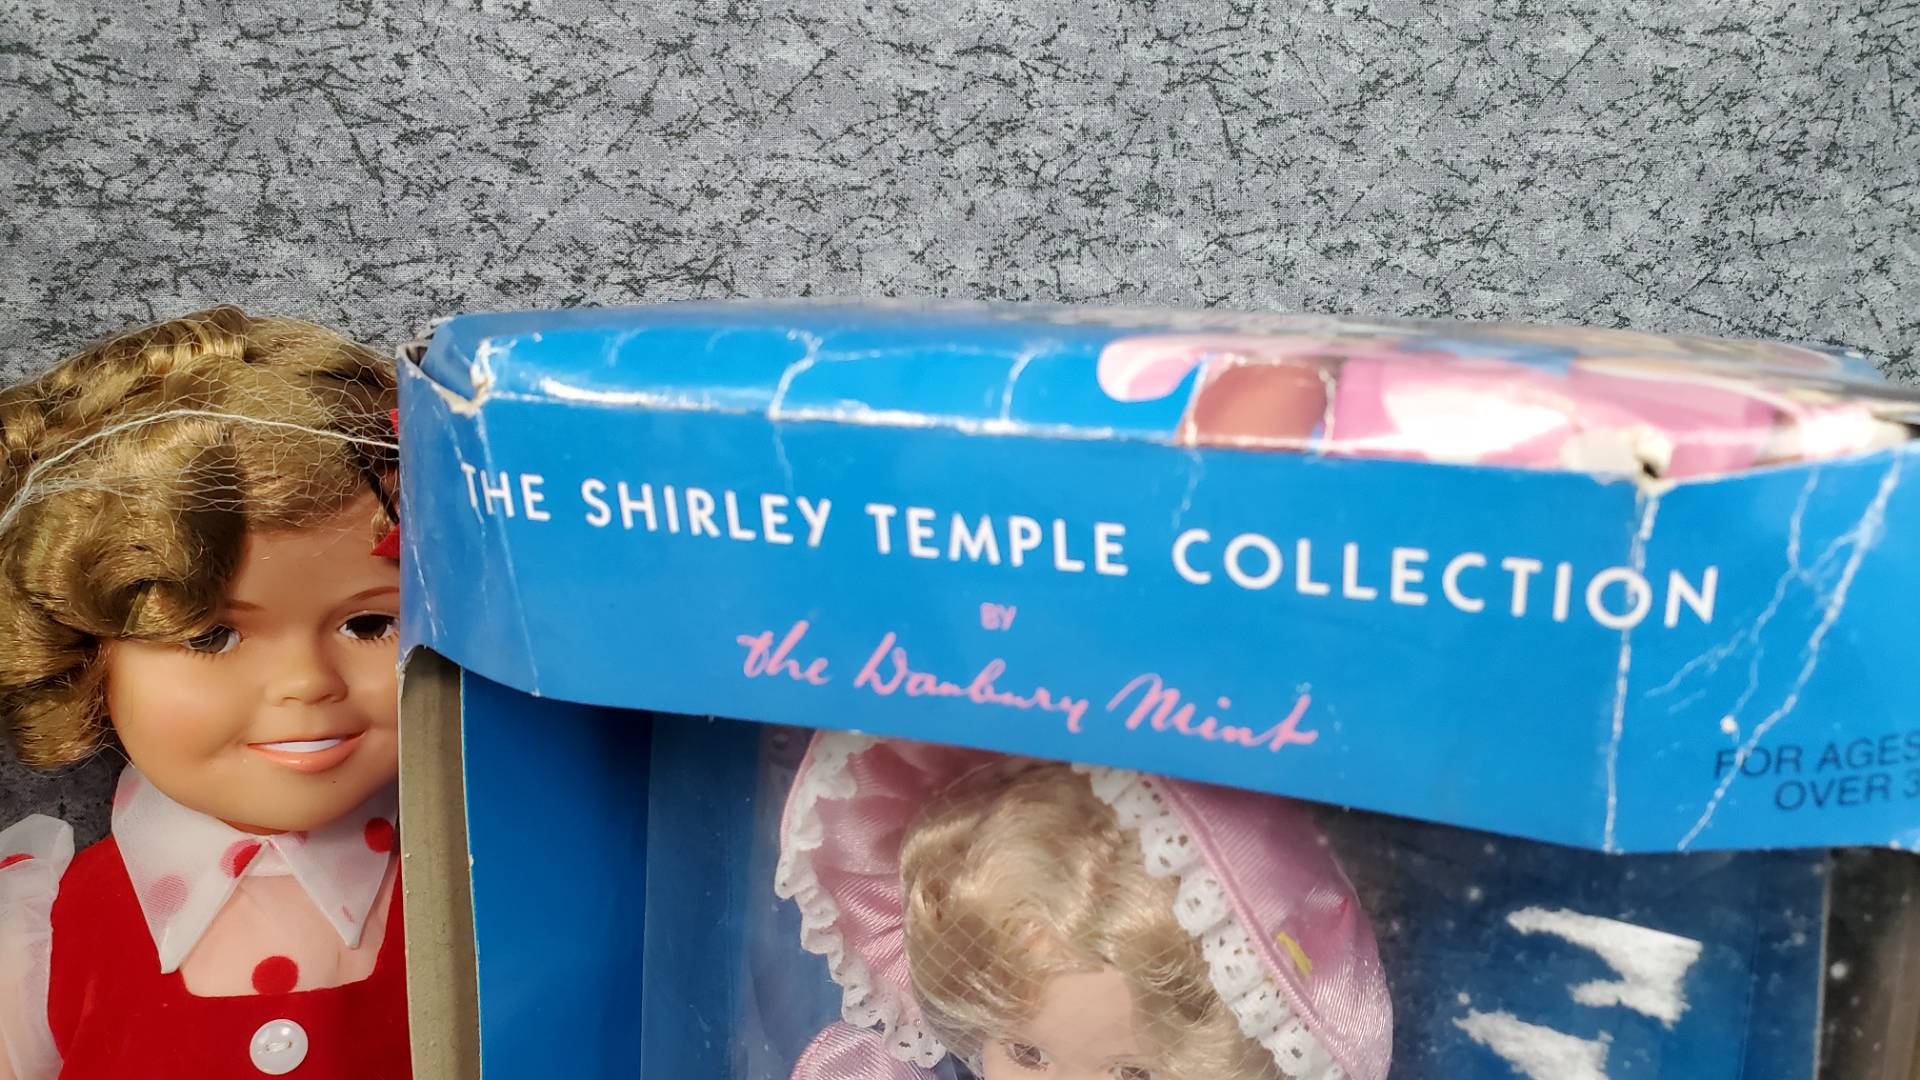 THE SHIRLEY TEMPLE COLLECTION
BY
the Danbury Mint
FOR AGES
OVER 3